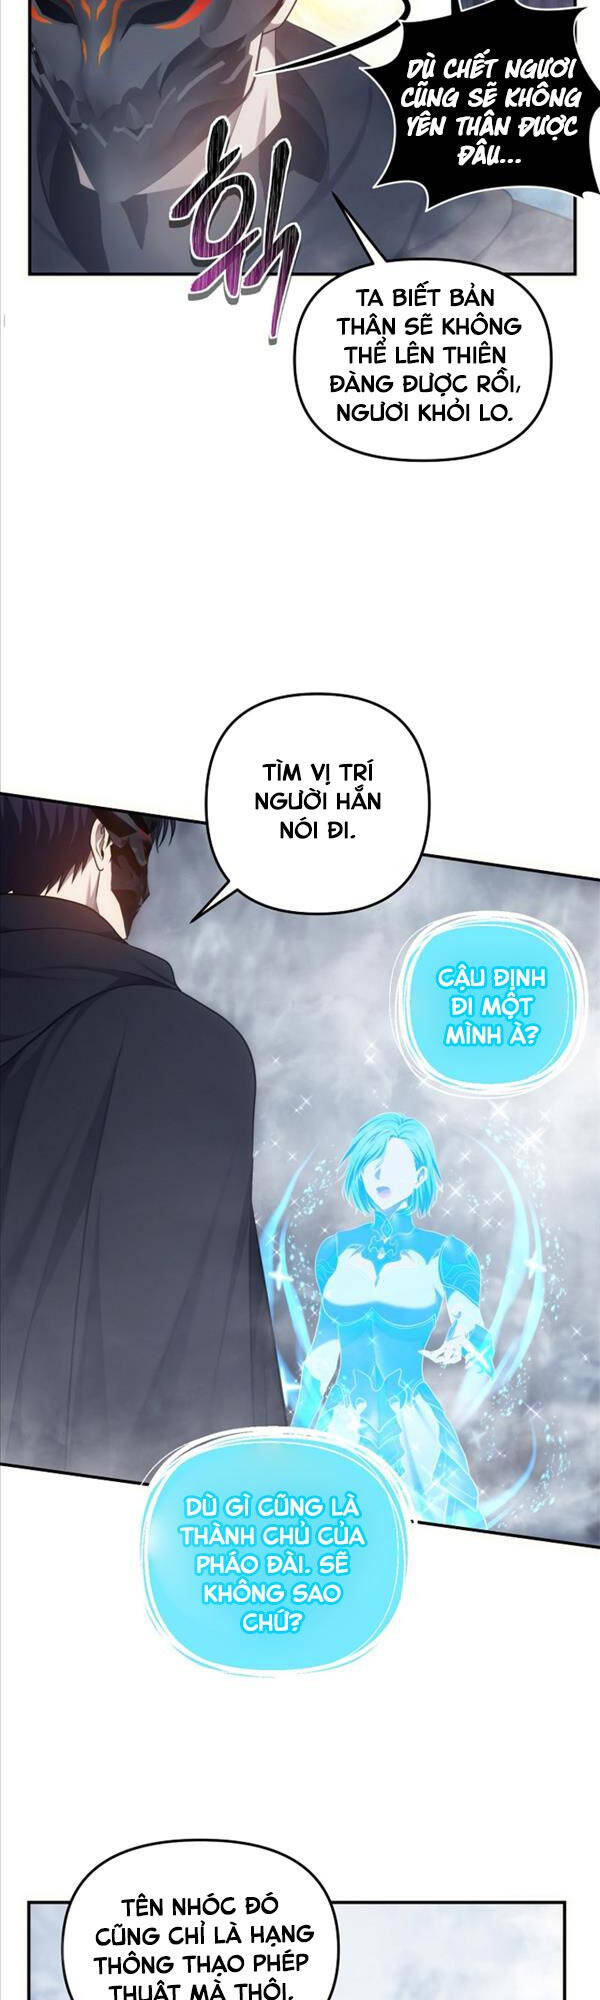 DÙ CHẾT NGƯƠI
CŨNG SẼ KHÔNG
YÊN THÂN ĐƯỢC
ĐÂU...
TA BIẾT BẢN
THÂN SẼ KHÔNG
THỂ LÊN THIÊN
ĐÀNG ĐƯỢC RỒI,
NGƯƠI KHỎI LO.
TÌM VỊ TRÍ
NGƯỜI HẮN
NÓI ĐI.
CẬU ĐỊNH
ĐI MỘT
MÌNH À?
DÙ GÌ CŨNG LÀ
THÀNH CHỦ CỦA
PHÁO ĐÀI. SẼ
KHÔNG SAO
CHỨ?
TÊN NHÓC ĐÓ
CŨNG CHỈ LÀ HẠNG
THÔNG THẠO PHÉP
THUẬT MÀ THÔI,